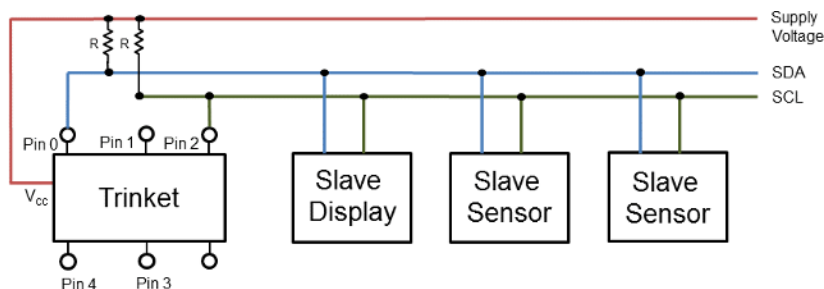 Supply
Voltage
R
R
SDA
SCL
Pin 0
Pin 1
Pin 2
Trinket
Vcc
Slave
Display
Slave
Sensor
Slave
Sensor
Pin 4
Pin 3